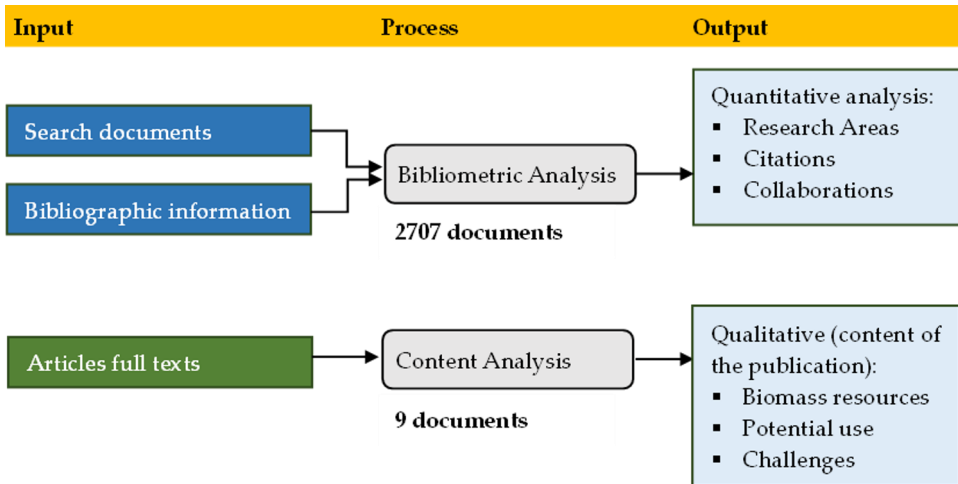 Input
Process
Output
Search documents
Bibliographic information
Bibliometric Analysis
2707 documents
Quantitative analysis:
▪ Research Areas
▪ Citations
▪ Collaborations
Articles full texts
Content Analysis
9 documents
Qualitative (content of
the publication):
▪ Biomass resources
▪ Potential use
▪ Challenges